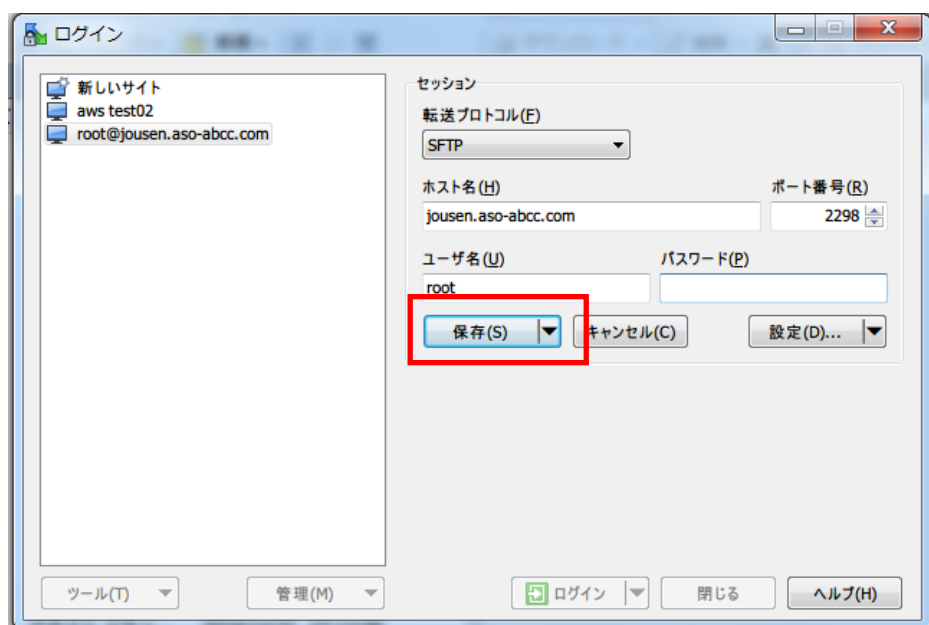 ログイン
新しいサイト
aws test02
root@jousen.aso-abcc.com
セッション
転送プロトコル(F)
SFTP
ホスト名(H) ポート番号(R)
jousen.aso-abcc.com 2298
ユーザ名(U) パスワード(P)
root
保存(S) キャンセル(C) 設定(D)...
ツール(T) 管理(M) ログイン 閉じる ヘルプ(H)